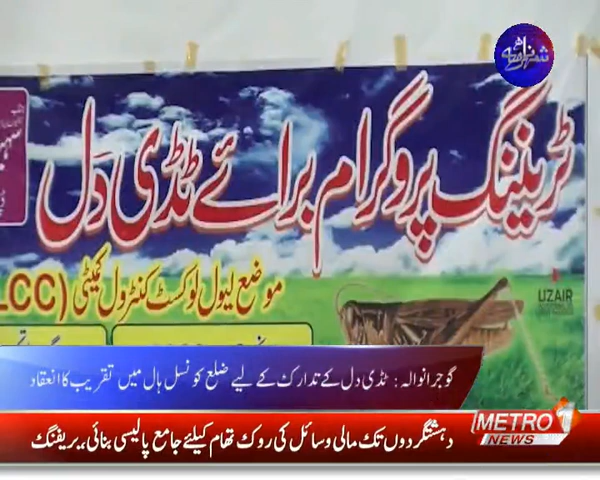 ٹریننگ پروگرام برائے ٹڈی دل
موضع لیول لوکسٹ کنٹرول کمیٹی (LCC
UZAIR
گوجرانوالہ : ٹڈی دل کے تدارک کے لیے ضلع کونسل ہال میں تقریب کا انعقاد
دہشتگردوں تک مالی وسائل کی روک تھام کیلئے جامع پالیسی بنائی،بریفنگ
METRO 1
NEWS